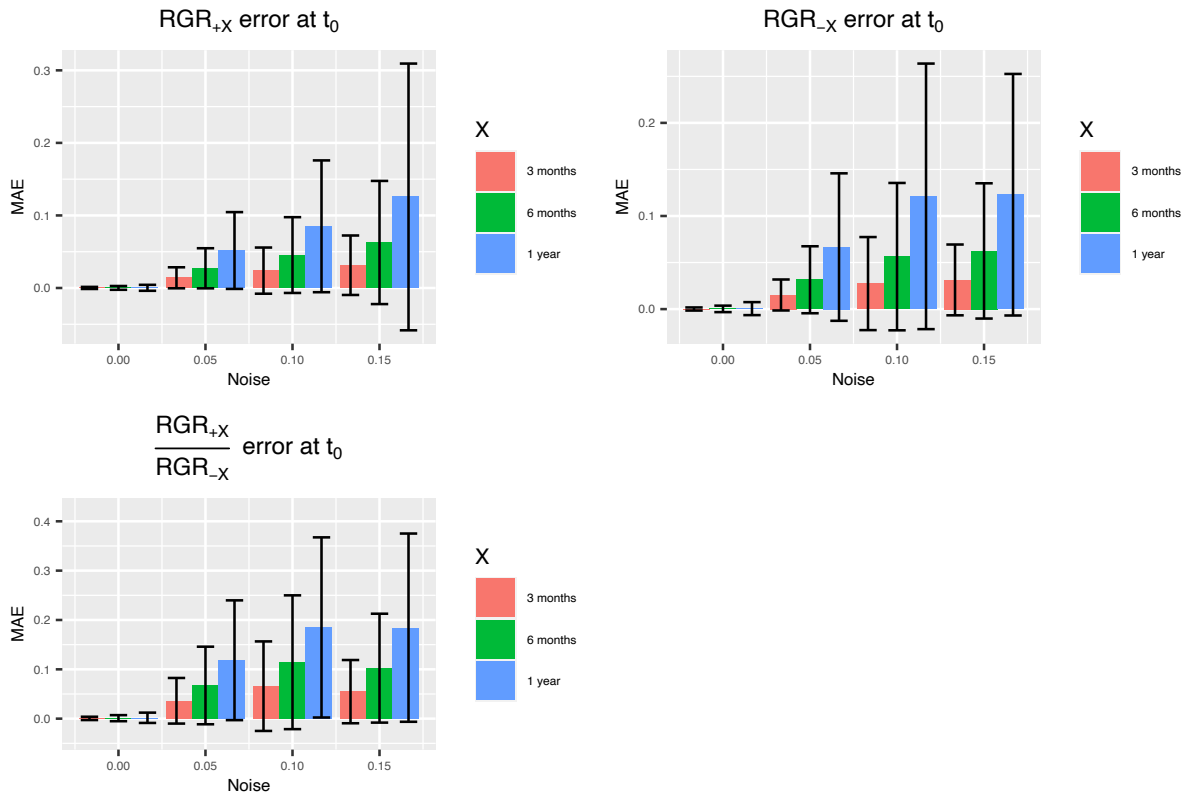 RGR+X error at t0
MAE
0.3
0.2
0.1
0.0
0.00 0.05 0.10 0.15
Noise
X
3 months
6 months
1 year
RGR−X error at t0
MAE
0.2
0.1
0.0
0.00 0.05 0.10 0.15
Noise
X
3 months
6 months
1 year
RGR+X
RGR−X
error at t0
MAE
0.4
0.3
0.2
0.1
0.0
0.00 0.05 0.10 0.15
Noise
X
3 months
6 months
1 year